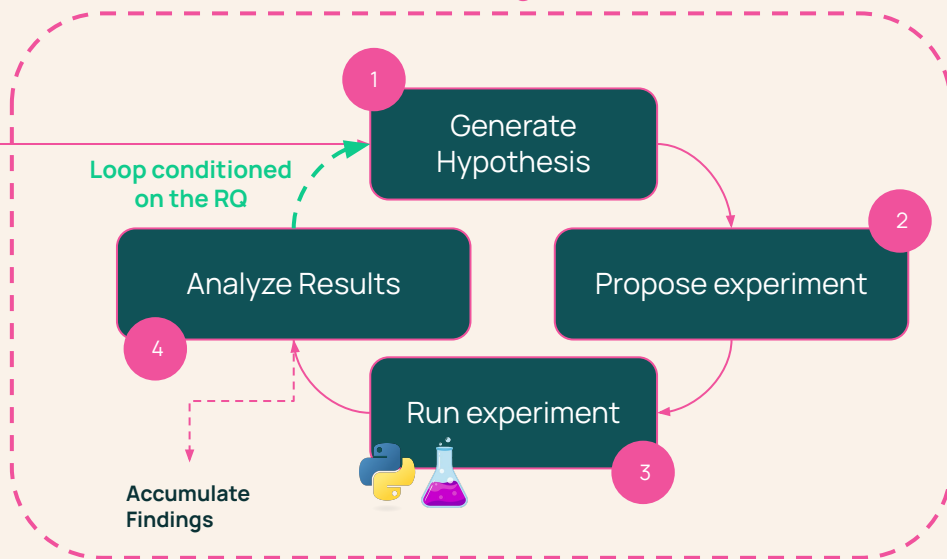 1
Generate
Hypothesis
Loop conditioned
on the RQ
2
Analyze Results
Propose experiment
4
Run experiment
3
Accumulate
Findings